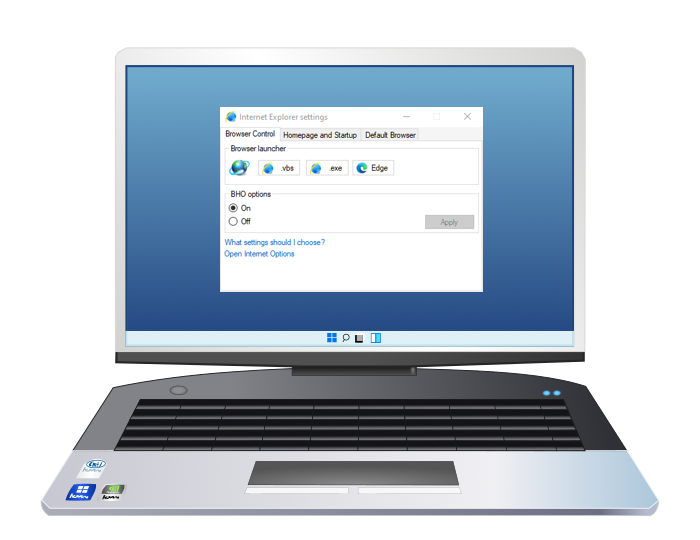 Internet Explorer settings
Browser Control Homepage and Startup Default Browser
Browser launcher
.vbs .exe Edge
BHO options
On
Off
Apply
What settings should I choose?
Open Internet Options